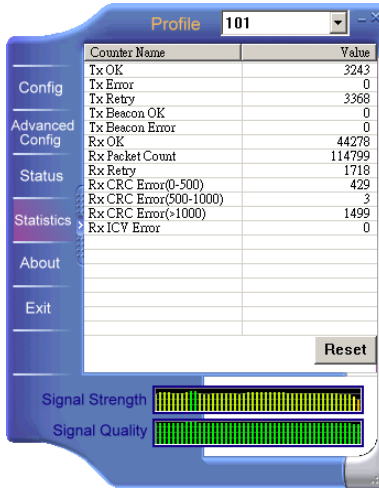 Profile 101
Counter Name Value
Tx OK 3243
Tx Error 0
Tx Retry 3368
Tx Beacon OK 0
Tx Beacon Error 0
Rx OK 44278
Rx Packet Count 114799
Rx Retry 1718
Rx CRC Error(0-500) 429
Rx CRC Error(500-1000) 3
Rx CRC Error(>1000) 1499
Rx ICV Error 0
Config
Advanced
Config
Status
Statistics
About
Exit
Reset
Signal Strength
Signal Quality